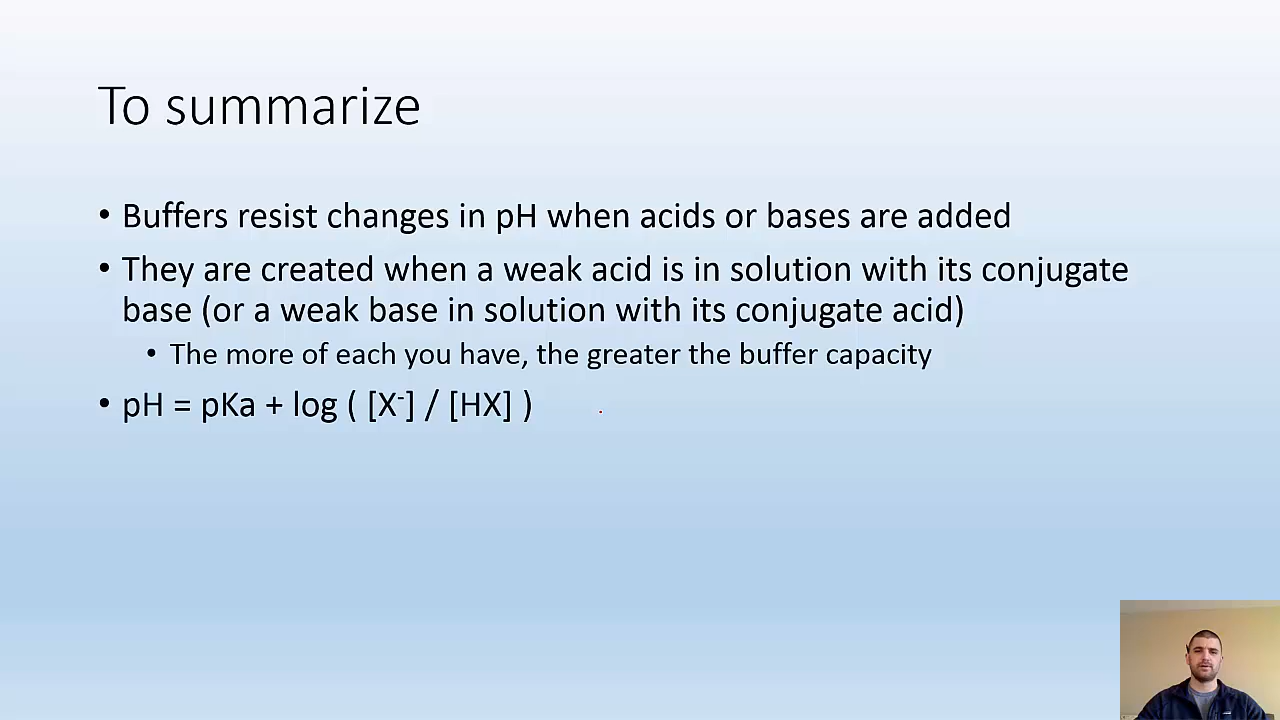 To summarize
• Buffers resist changes in pH when acids or bases are added
• They are created when a weak acid is in solution with its conjugate
base (or a weak base in solution with its conjugate acid)
• The more of each you have, the greater the buffer capacity
• pH = pKa + log ( [X⁻] / [HX] )